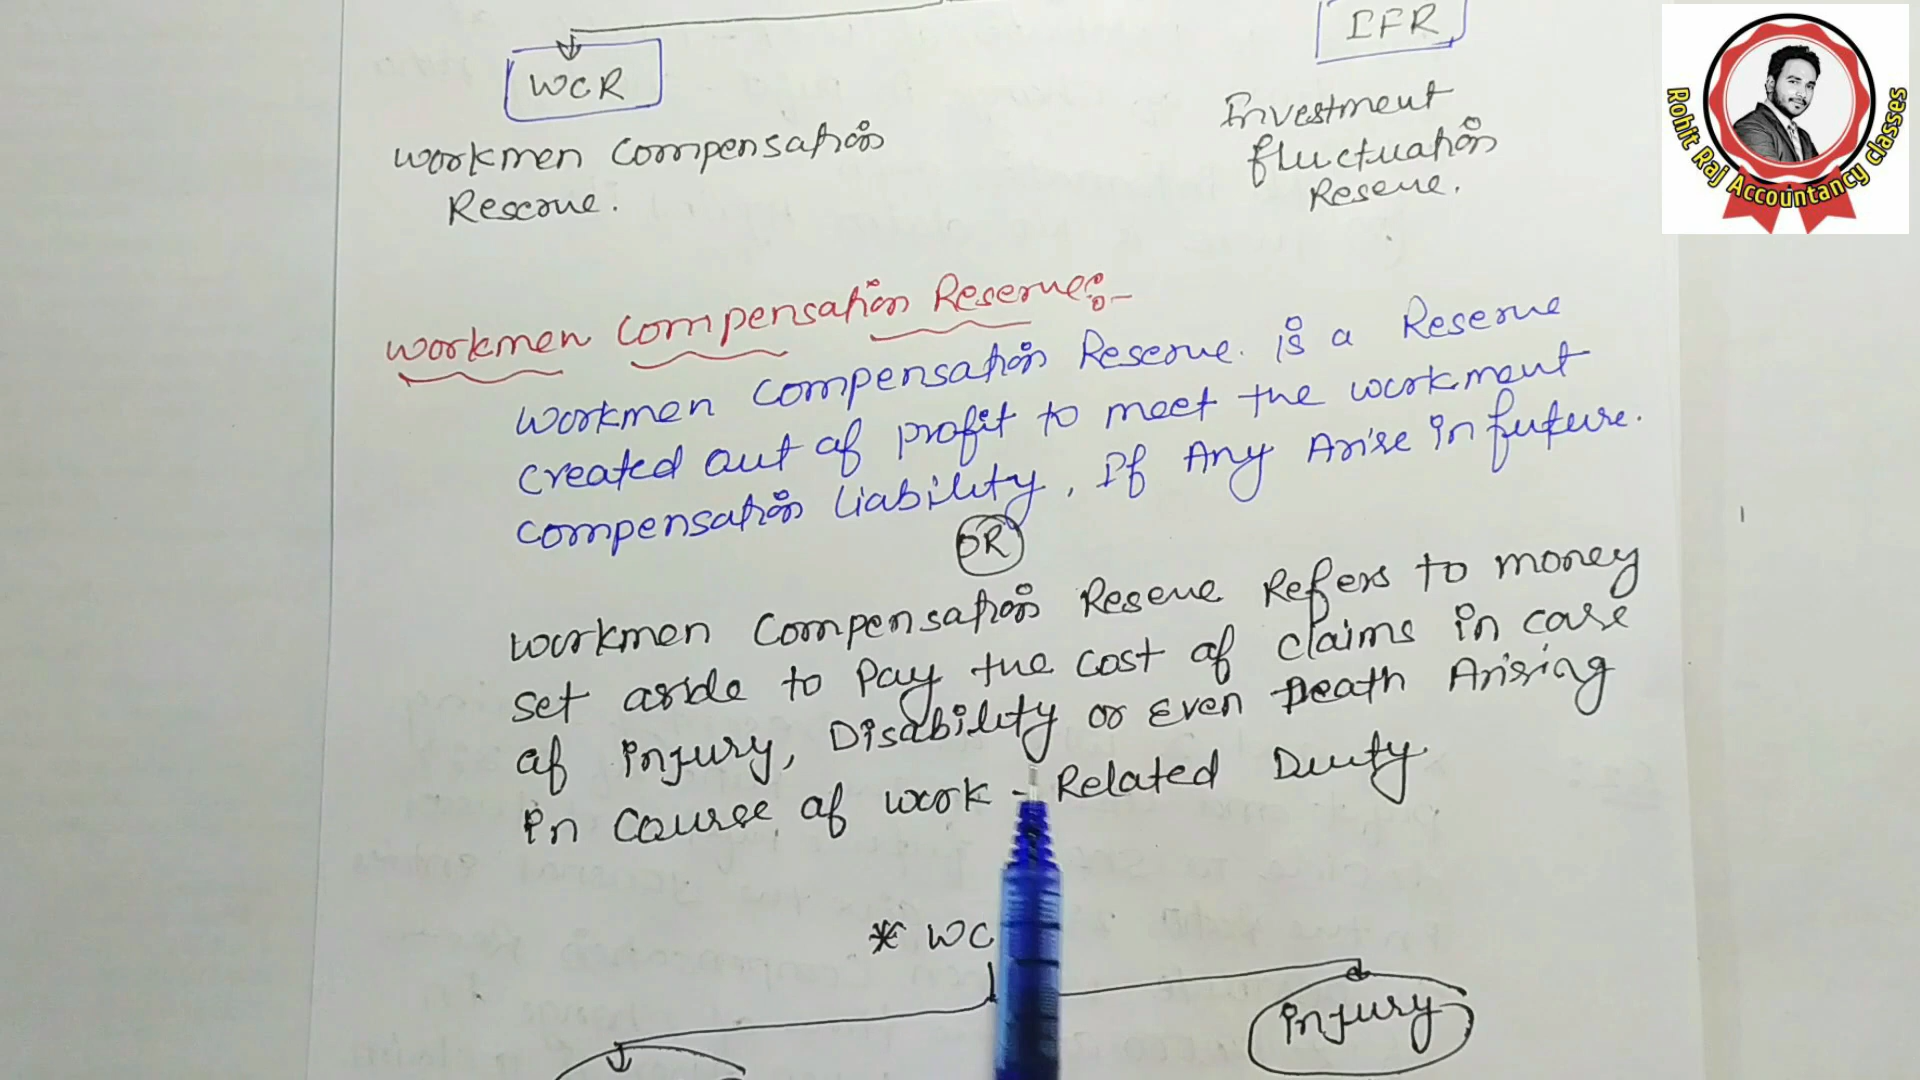 WCR
IFR
Workmen Compensation
Reserve.
Investment
fluctuation
Reserve.
Rohit Raj Accountancy classes
Workmen Compensation Reserve:-
Workmen Compensation Reserve. is a Reserve
Created out of profit to meet the workment
Compensation Liability, If Any Arise in future.
OR
Workmen Compensation Reserve Refers to money
Set aside to Pay the Cost of claims in case
of injury, Disability or Even Death Arising
in Course of work - Related Duty.
* WC
injury